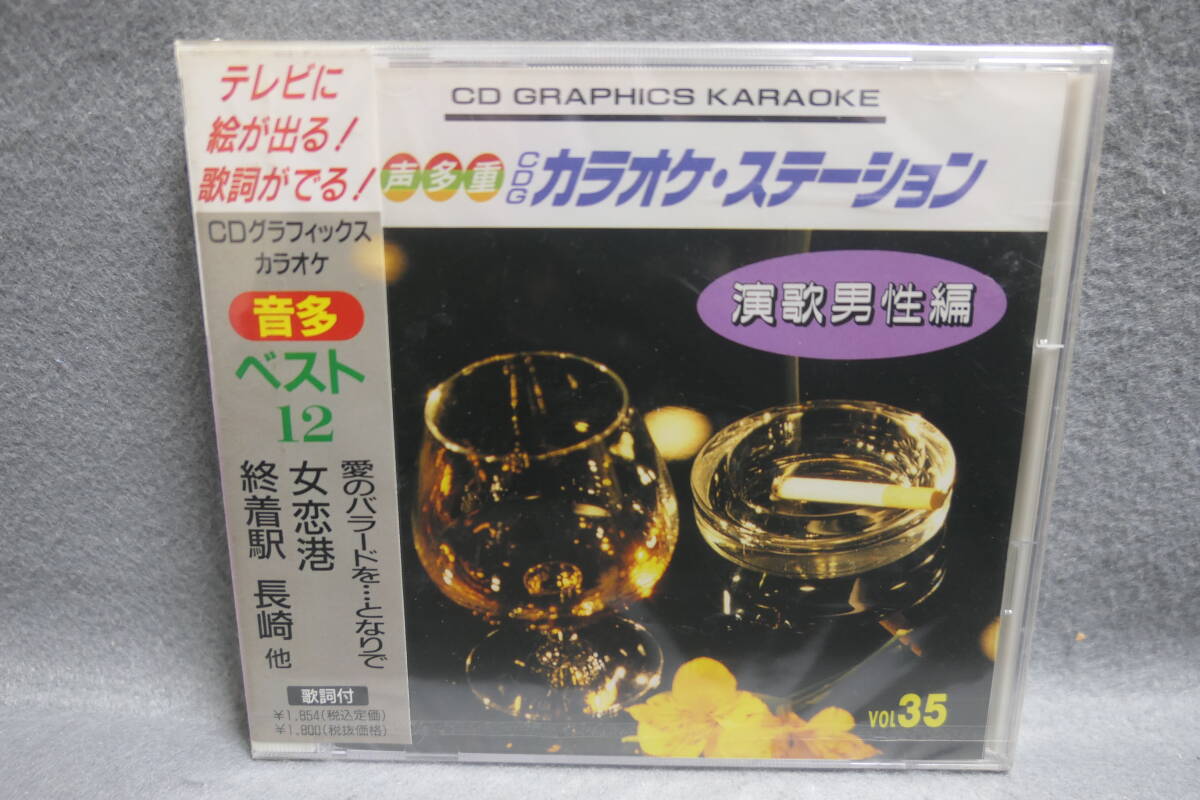 テレビに
絵が出る!
歌詞がでる!
CDグラフィックス
カラオケ
音多
ベスト
12
愛のバラードを…となりで
女恋港
終着駅 長崎 他
歌詞付
¥1,854(税込定価)
¥1,800(税抜価格)
CD GRAPHiCS KARAOKE
声多重 CDG カラオケ・ステーション
演歌男性編
VOL35